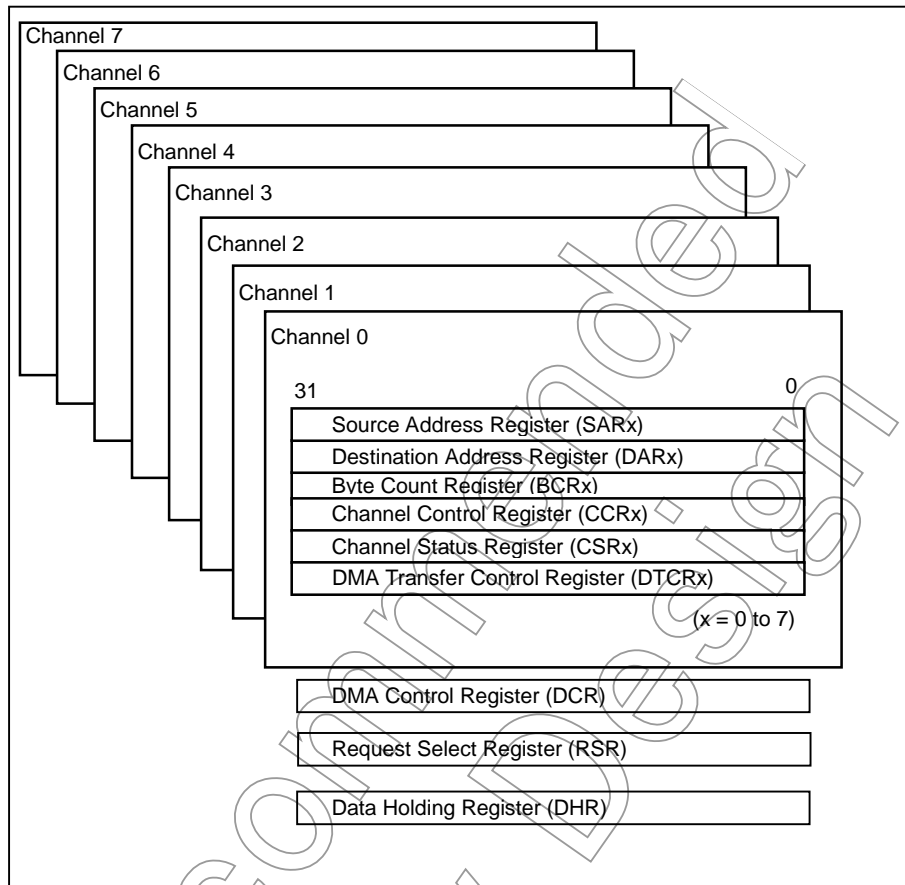 Channel 7
Channel 6
Channel 5
Channel 4
Channel 3
Channel 2
Channel 1
Channel 0
31 0
Source Address Register (SARx)
Destination Address Register (DARx)
Byte Count Register (BCRx)
Channel Control Register (CCRx)
Channel Status Register (CSRx)
DMA Transfer Control Register (DTCRx)
(x = 0 to 7)
DMA Control Register (DCR)
Request Select Register (RSR)
Data Holding Register (DHR)
ommended
Design